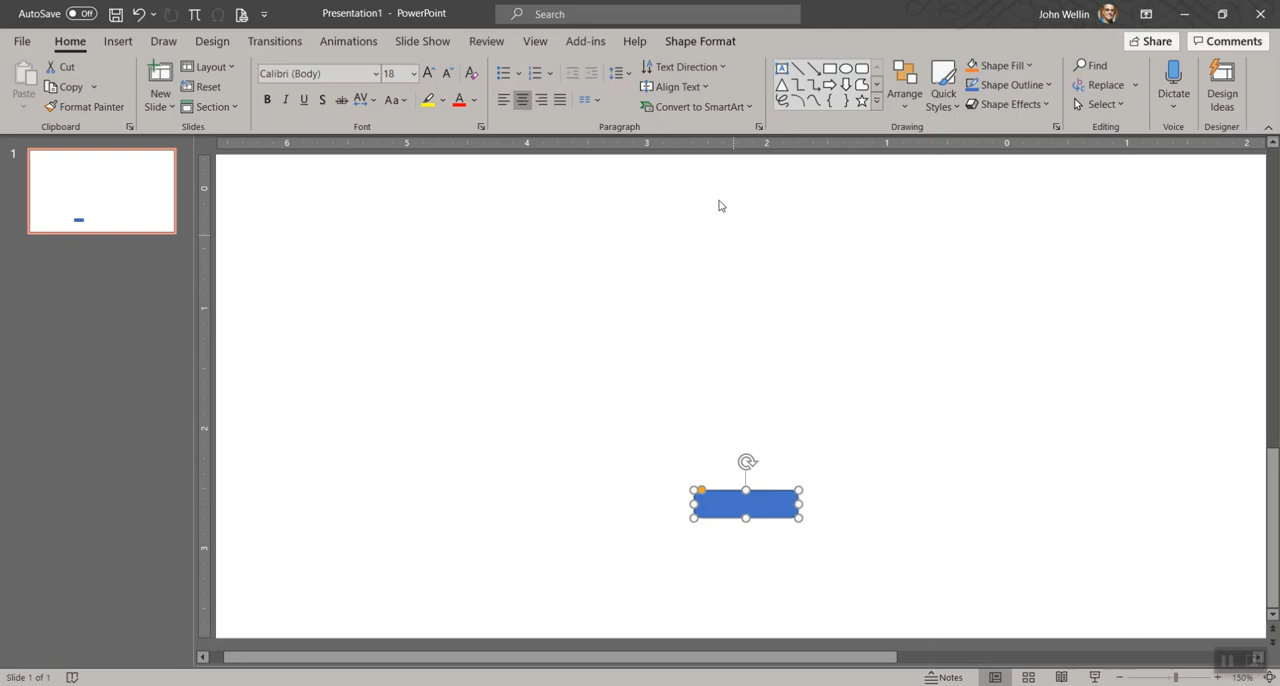 AutoSave Off Presentation1 - PowerPoint Search John Wellin
File Home Insert Draw Design Transitions Animations Slide Show Review View Add-ins Help Shape Format Share Comments
Paste
Cut
Copy
Format Painter
Clipboard
New
Slide
Layout
Reset
Section
Slides
Calibri (Body) 18
B I U S ab AV Aa A
Font
Text Direction
Align Text
Convert to SmartArt
Paragraph
Arrange
Quick
Styles
Shape Fill
Shape Outline
Shape Effects
Drawing
Find
Replace
Select
Editing
Dictate
Voice
Design
Ideas
Designer
6 5 4 3 2 1 0 1 2
1
0
1
2
3
Slide 1 of 1 Notes 150%